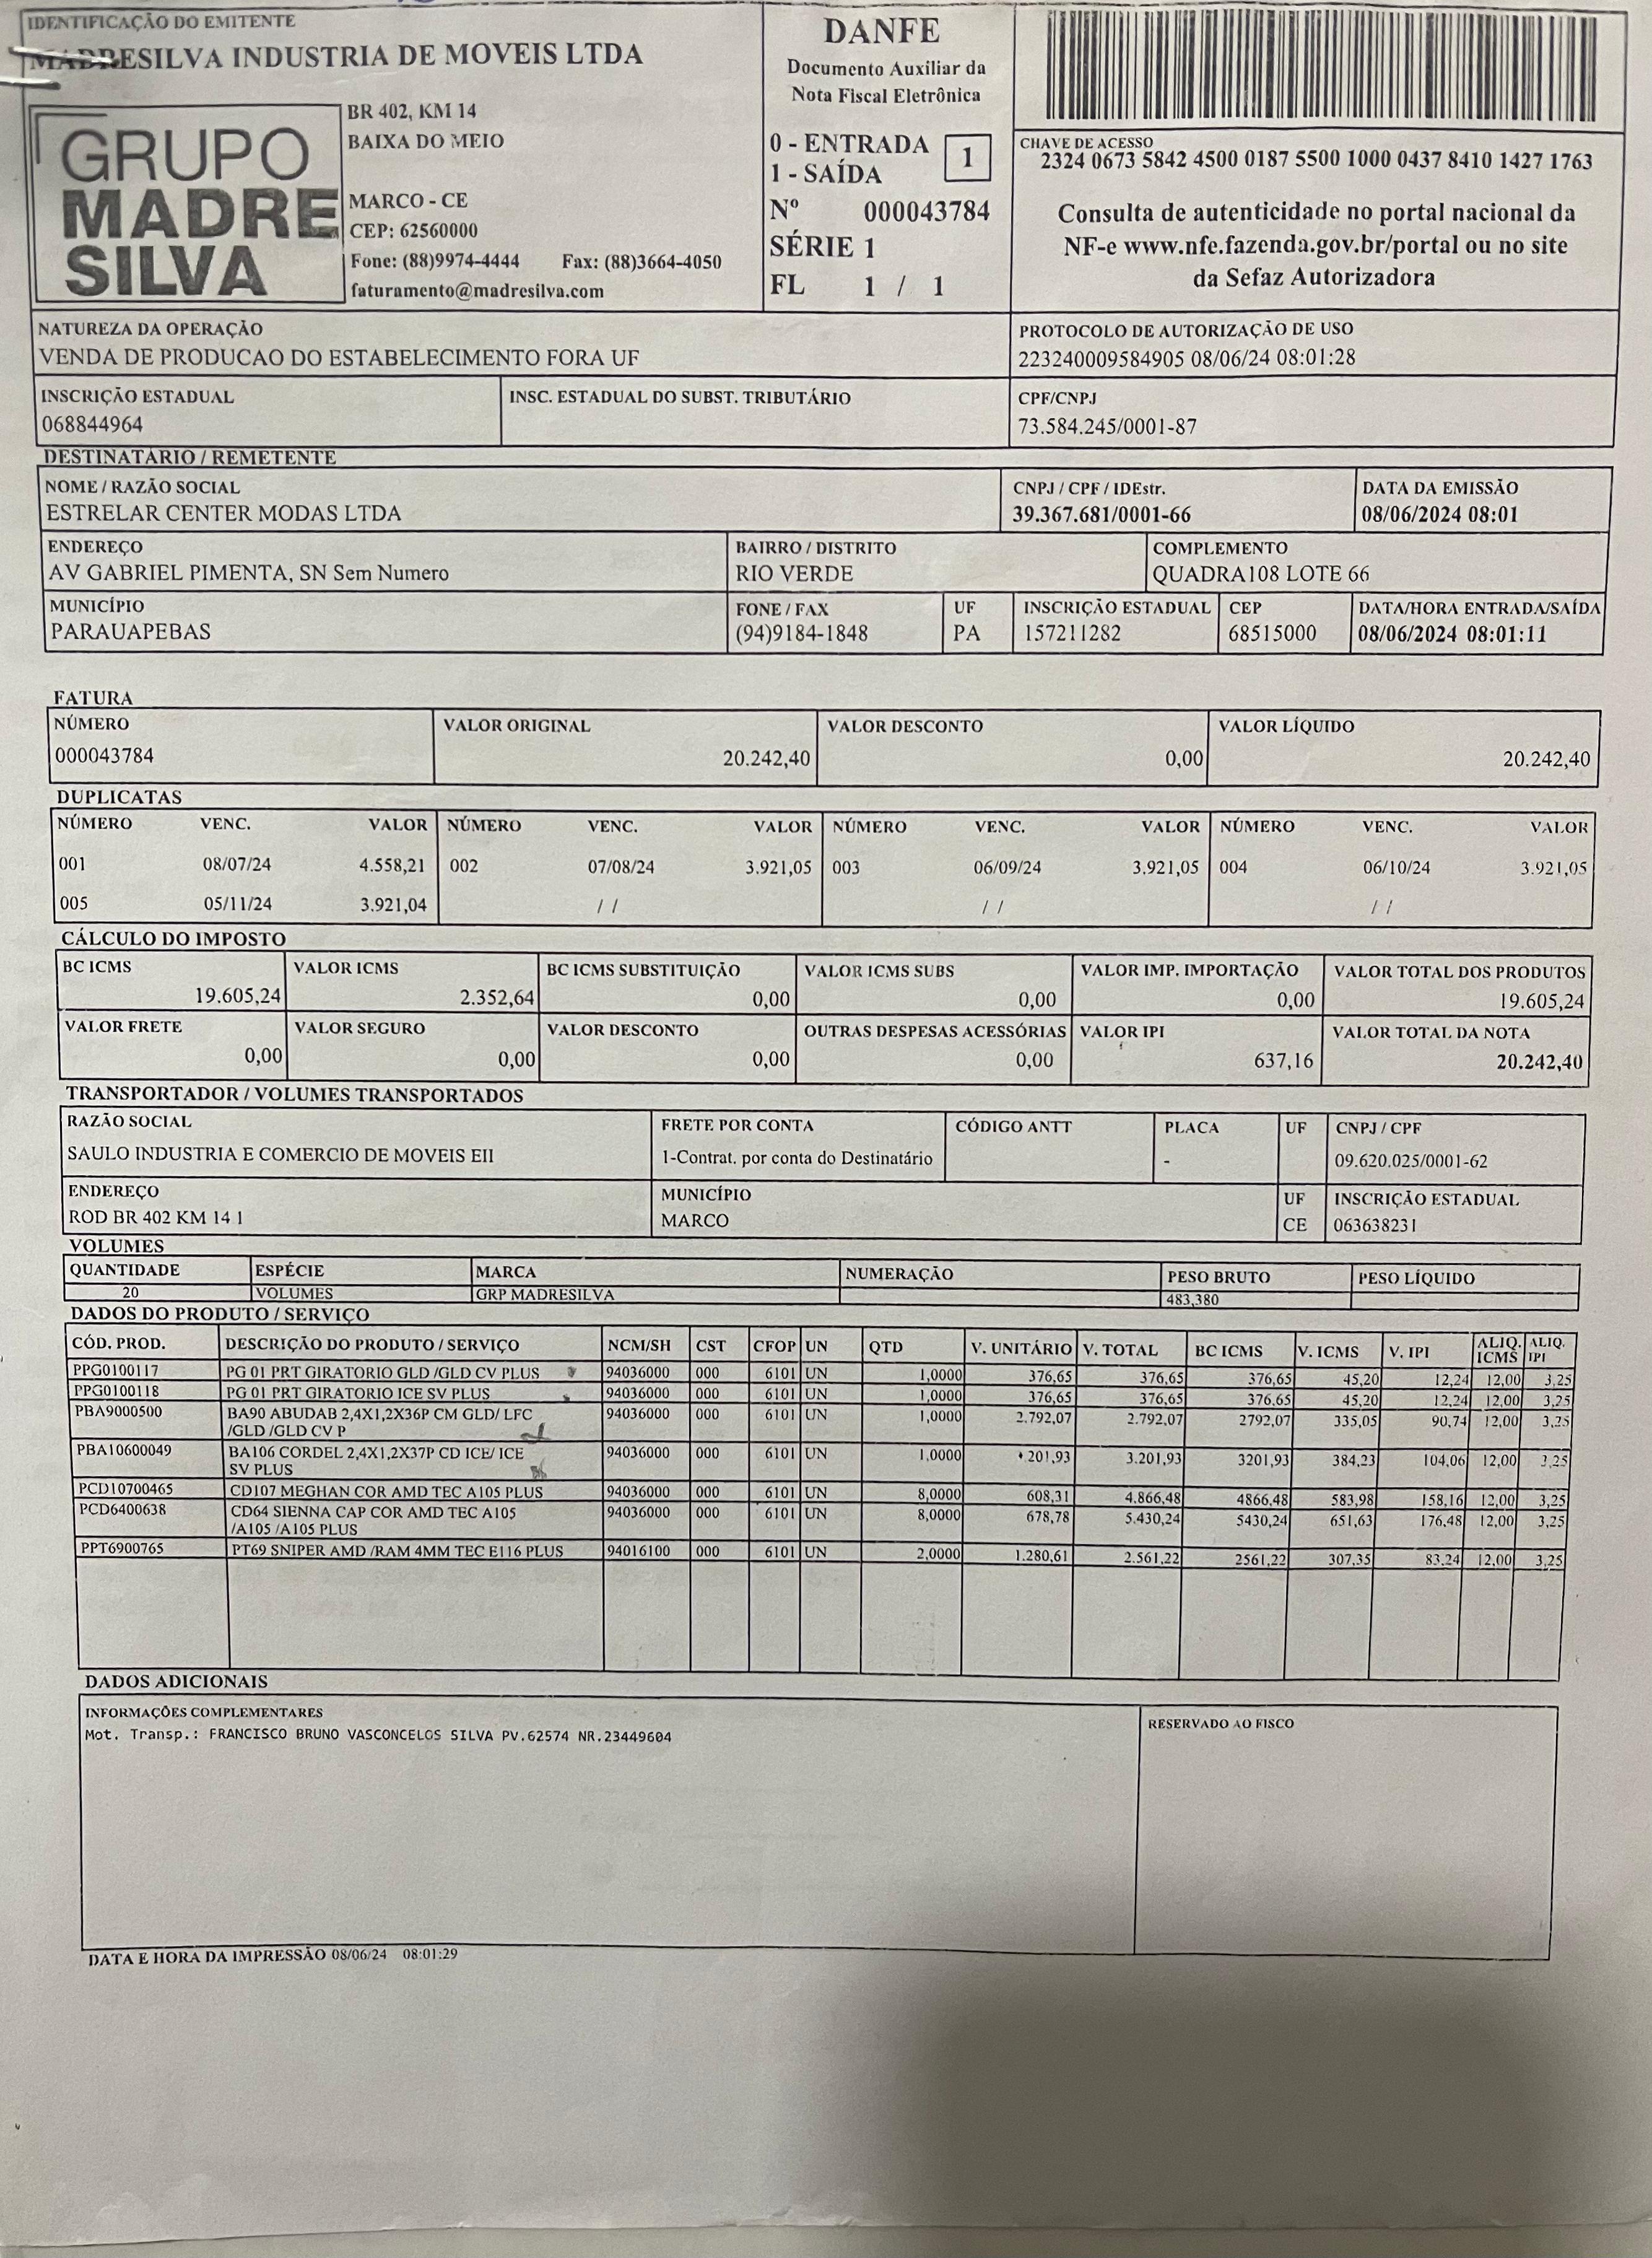 IDENTIFICAÇÃO DO EMITENTE
MADRESILVA INDUSTRIA DE MOVEIS LTDA
GRUPO
MADRE
SILVA
BR 402, KM 14
BAIXA DO MEIO
MARCO - CE
CEP: 62560000
Fone: (88)9974-4444 Fax: (88)3664-4050
faturamento@madresilva.com
DANFE
Documento Auxiliar da
Nota Fiscal Eletrônica
0 - ENTRADA
1 - SAÍDA
1
Nº 000043784
SÉRIE 1
FL 1 / 1
CHAVE DE ACESSO
2324 0673 5842 4500 0187 5500 1000 0437 8410 1427 1763
Consulta de autenticidade no portal nacional da
NF-e www.nfe.fazenda.gov.br/portal ou no site
da Sefaz Autorizadora
NATUREZA DA OPERAÇÃO
VENDA DE PRODUCAO DO ESTABELECIMENTO FORA UF
PROTOCOLO DE AUTORIZAÇÃO DE USO
223240009584905 08/06/24 08:01:28
INSCRIÇÃO ESTADUAL
068844964
INSC. ESTADUAL DO SUBST. TRIBUTÁRIO
CPF/CNPJ
73.584.245/0001-87
DESTINATÁRIO / REMETENTE
NOME / RAZÃO SOCIAL
ESTRELAR CENTER MODAS LTDA
CNPJ / CPF / IDEstr.
39.367.681/0001-66
DATA DA EMISSÃO
08/06/2024 08:01
ENDEREÇO
AV GABRIEL PIMENTA, SN Sem Numero
BAIRRO / DISTRITO
RIO VERDE
COMPLEMENTO
QUADRA108 LOTE 66
MUNICÍPIO
PARAUAPEBAS
FONE / FAX
(94)9184-1848
UF
PA
INSCRIÇÃO ESTADUAL
157211282
CEP
68515000
DATA/HORA ENTRADA/SAÍDA
08/06/2024 08:01:11
FATURA
NÚMERO
000043784
VALOR ORIGINAL
20.242,40
VALOR DESCONTO
0,00
VALOR LÍQUIDO
20.242,40
DUPLICATAS
NÚMERO VENC. VALOR NÚMERO VENC. VALOR NÚMERO VENC. VALOR NÚMERO VENC. VALOR
001 08/07/24 4.558,21 002 07/08/24 3.921,05 003 06/09/24 3.921,05 004 06/10/24 3.921,05
005 05/11/24 3.921,04 / / / / / /
CÁLCULO DO IMPOSTO
BC ICMS VALOR ICMS BC ICMS SUBSTITUIÇÃO VALOR ICMS SUBS VALOR IMP. IMPORTAÇÃO VALOR TOTAL DOS PRODUTOS
19.605,24 2.352,64 0,00 0,00 0,00 19.605,24
VALOR FRETE VALOR SEGURO VALOR DESCONTO OUTRAS DESPESAS ACESSÓRIAS VALOR IPI VALOR TOTAL DA NOTA
0,00 0,00 0,00 0,00 637,16 20.242,40
TRANSPORTADOR / VOLUMES TRANSPORTADOS
RAZÃO SOCIAL FRETE POR CONTA CÓDIGO ANTT PLACA UF CNPJ / CPF
SAULO INDUSTRIA E COMERCIO DE MOVEIS EII 1-Contrat. por conta do Destinatário - 09.620.025/0001-62
ENDEREÇO MUNICÍPIO UF INSCRIÇÃO ESTADUAL
ROD BR 402 KM 14 1 MARCO CE 063638231
VOLUMES
QUANTIDADE ESPÉCIE MARCA NUMERAÇÃO PESO BRUTO PESO LÍQUIDO
20 VOLUMES GRP MADRESILVA 483,380
DADOS DO PRODUTO / SERVIÇO
CÓD. PROD. DESCRIÇÃO DO PRODUTO / SERVIÇO NCM/SH CST CFOP UN QTD V. UNITÁRIO V. TOTAL BC ICMS V. ICMS V. IPI ALIQ. ICMS ALIQ. IPI
PPG0100117 PG 01 PRT GIRATORIO GLD /GLD CV PLUS 94036000 000 6101 UN 1,0000 376,65 376,65 376,65 45,20 12,24 12,00 3,25
PPG0100118 PG 01 PRT GIRATORIO ICE SV PLUS 94036000 000 6101 UN 1,0000 376,65 376,65 376,65 45,20 12,24 12,00 3,25
PBA9000500 BA90 ABUDAB 2,4X1,2X36P CM GLD/ LFC 94036000 000 6101 UN 1,0000 2.792,07 2.792,07 2792,07 335,05 90,74 12,00 3,25
/GLD /GLD CV P
PBA10600049 BA106 CORDEL 2,4X1,2X37P CD ICE/ ICE 94036000 000 6101 UN 1,0000 201,93 3.201,93 3201,93 384,23 104,06 12,00 3,25
SV PLUS
PCD10700465 CD107 MEGHAN COR AMD TEC A105 PLUS 94036000 000 6101 UN 8,0000 608,31 4.866,48 4866,48 583,98 158,16 12,00 3,25
PCD6400638 CD64 SIENNA CAP COR AMD TEC A105 94036000 000 6101 UN 8,0000 678,78 5.430,24 5430,24 651,63 176,48 12,00 3,25
/A105 /A105 PLUS
PPT6900765 PT69 SNIPER AMD /RAM 4MM TEC E116 PLUS 94016100 000 6101 UN 2,0000 1.280,61 2.561,22 2561,22 307,35 83,24 12,00 3,25
DADOS ADICIONAIS
INFORMAÇÕES COMPLEMENTARES
Mot. Transp.: FRANCISCO BRUNO VASCONCELOS SILVA PV.62574 NR.23449604
RESERVADO AO FISCO
DATA E HORA DA IMPRESSÃO 08/06/24 08:01:29